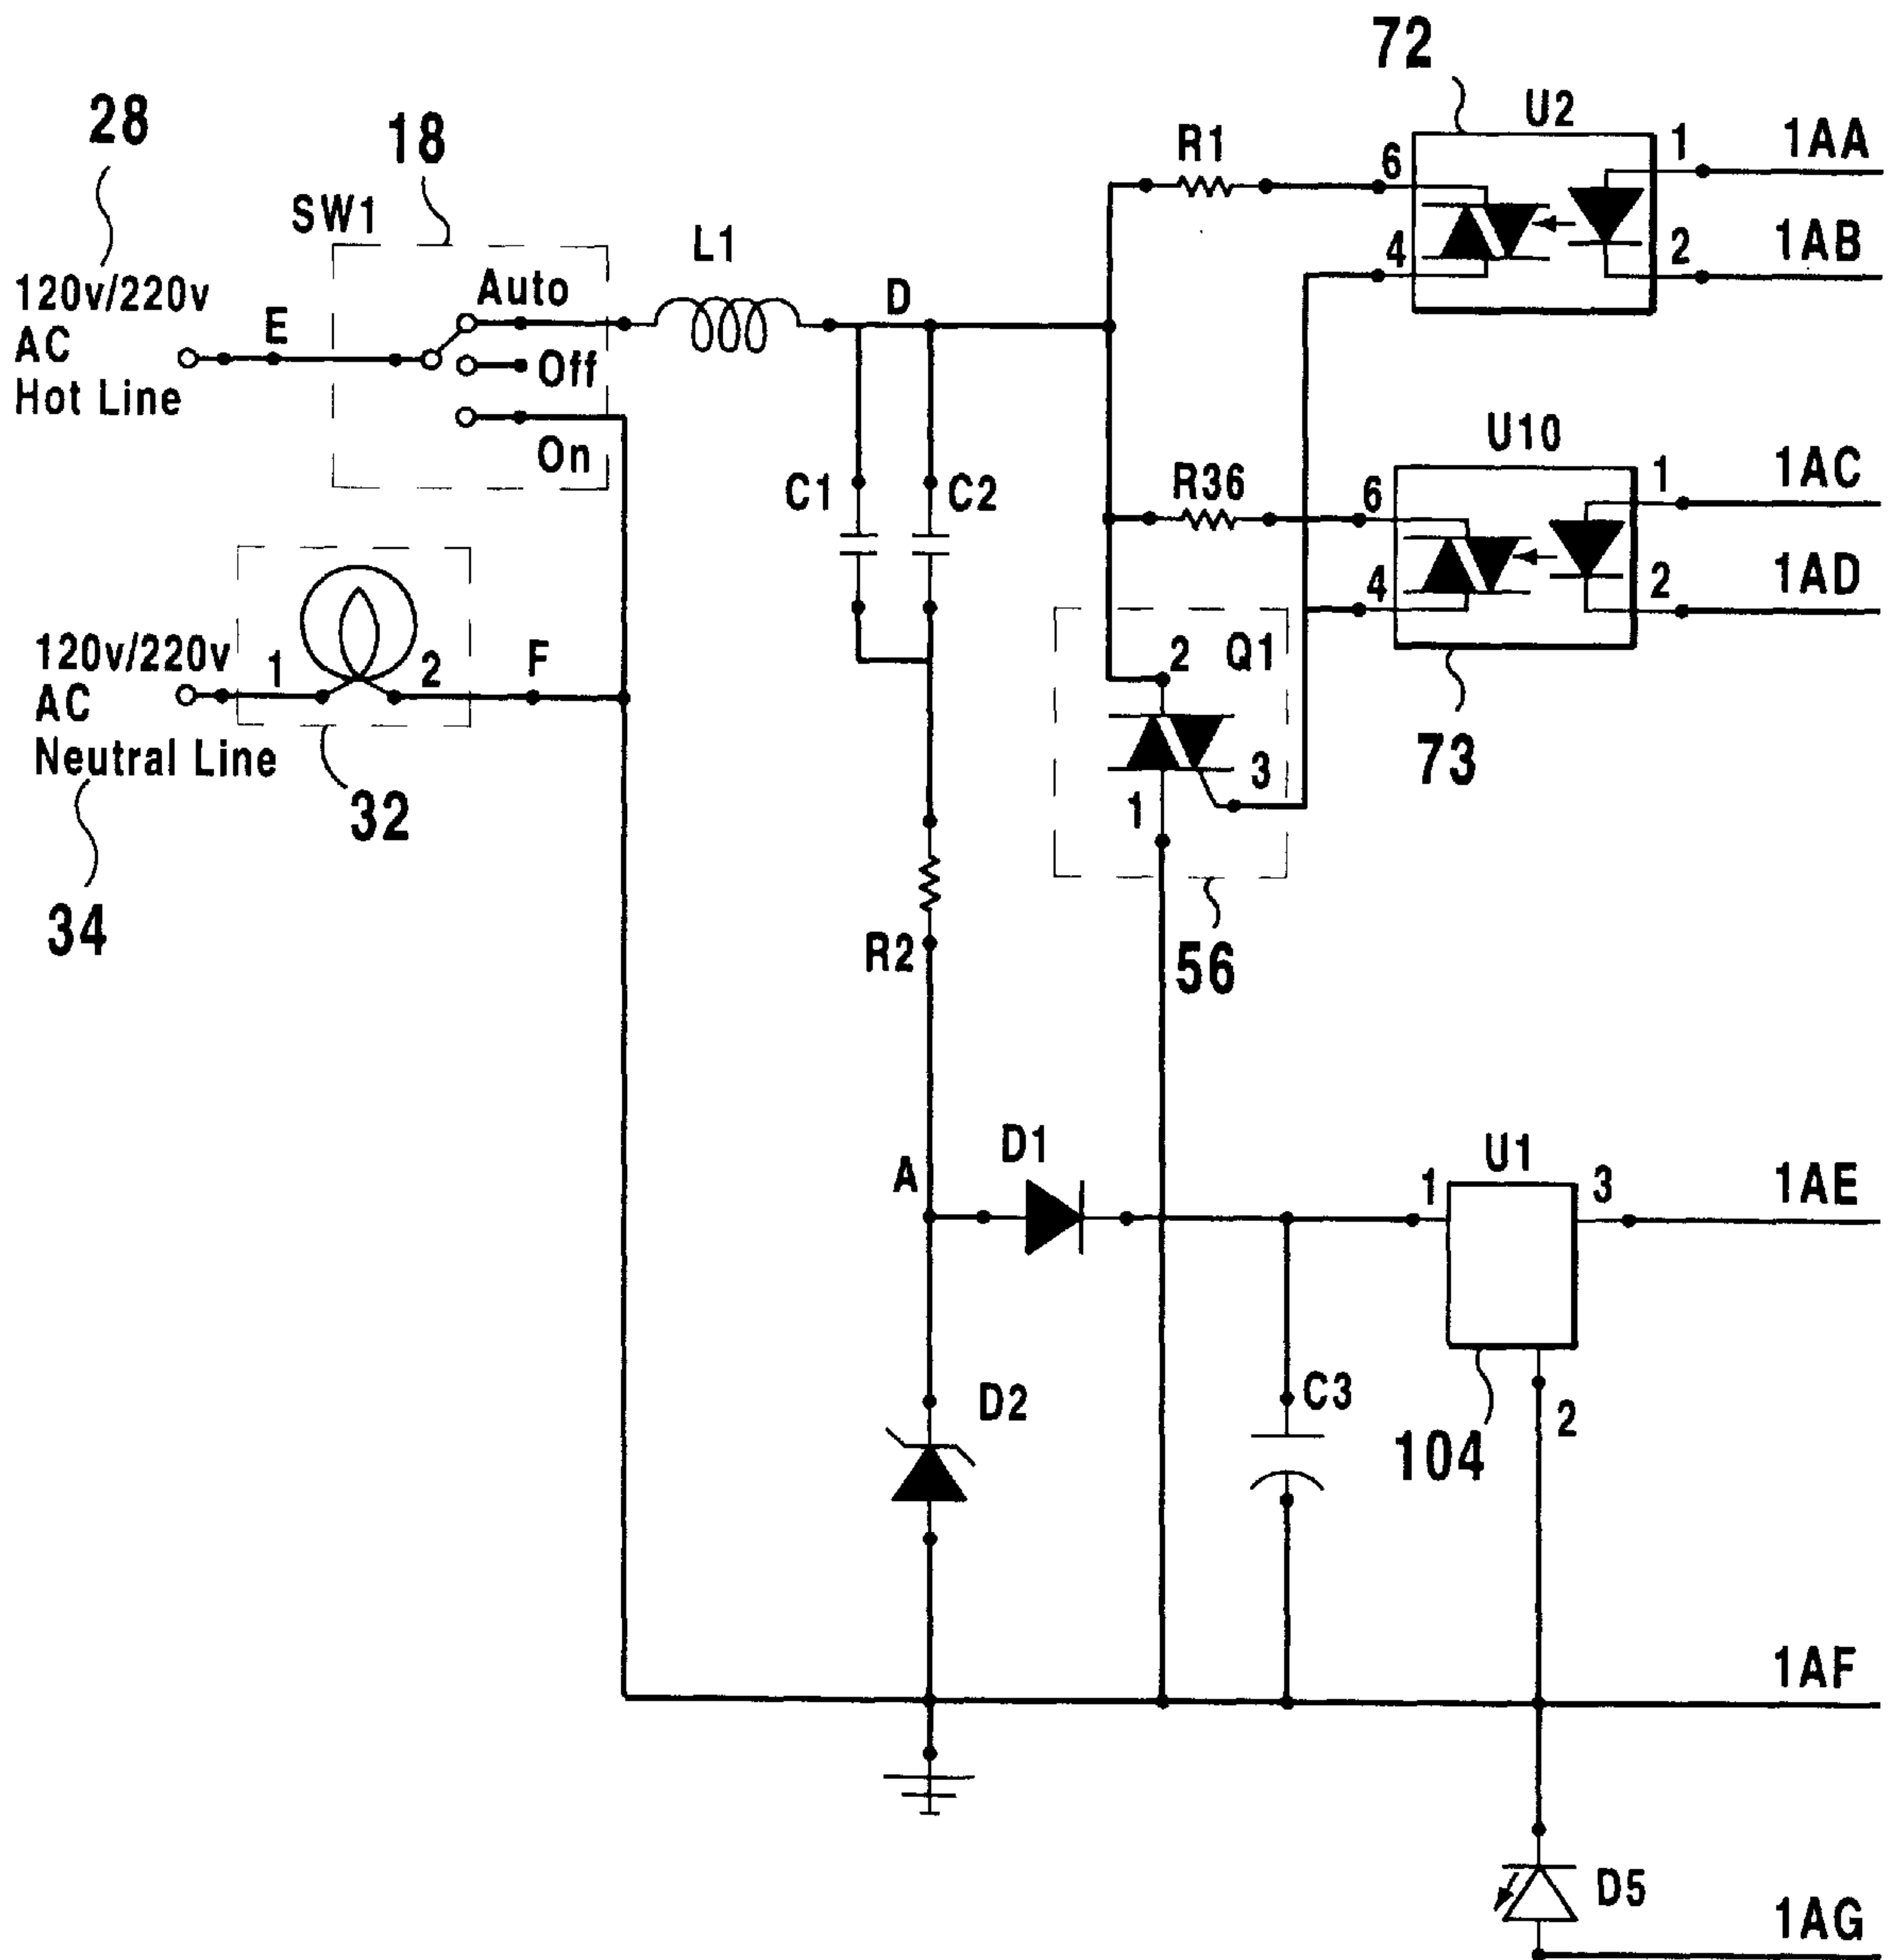 72
28
18
U2
1
1AA
R1
6
SW1
1AB
4
2
L1
120v/220v
AC
Hot Line
E
Auto
D
Off
On
U10
1AC
R36
6
1
C1
C2
1AD
4
2
120v/220v
AC
Neutral Line
1
2
F
2
Q1
3
1
73
32
34
R2
56
D1
A
U1
1
3
1AE
D2
C3
2
104
1AF
D5
1AG